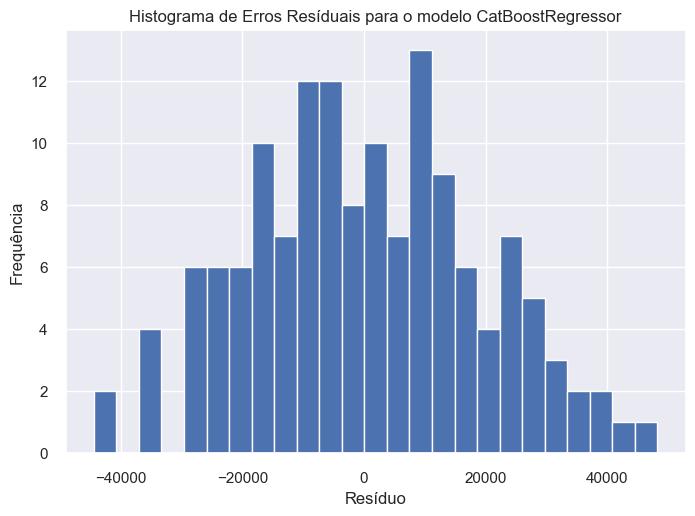 Histograma de Erros Resíduais para o modelo CatBoostRegressor
12
10
8
6
4
2
0
Frequência
−40000 −20000 0 20000 40000
Resíduo